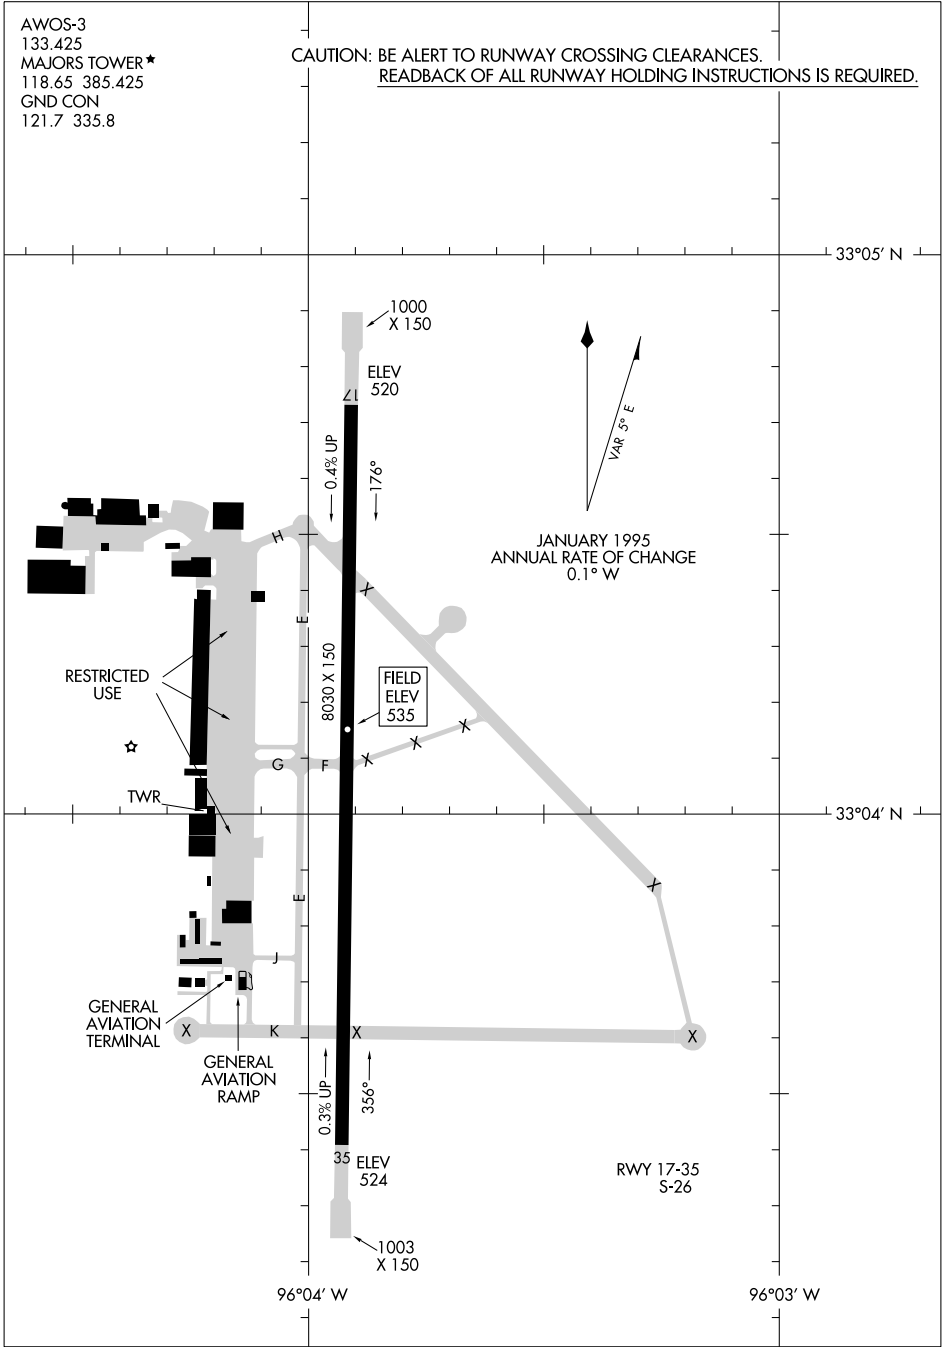 AWOS-3
133.425
MAJORS TOWER★
118.65 385.425
GND CON
121.7 335.8
CAUTION: BE ALERT TO RUNWAY CROSSING CLEARANCES.
READBACK OF ALL RUNWAY HOLDING INSTRUCTIONS IS REQUIRED.
33°05' N
1000
X 150
ELEV
520
17
0.4% UP
176°
VAR 5° E
JANUARY 1995
ANNUAL RATE OF CHANGE
0.1° W
H
X
E
8030 X 150
RESTRICTED
USE
FIELD
ELEV
535
X
X
X
G
F
TWR
33°04' N
X
E
J
GENERAL
AVIATION
TERMINAL
X
K
X
X
GENERAL
AVIATION
RAMP
0.3% UP
356°
35
ELEV
524
RWY 17-35
S-26
1003
X 150
96°04' W
96°03' W